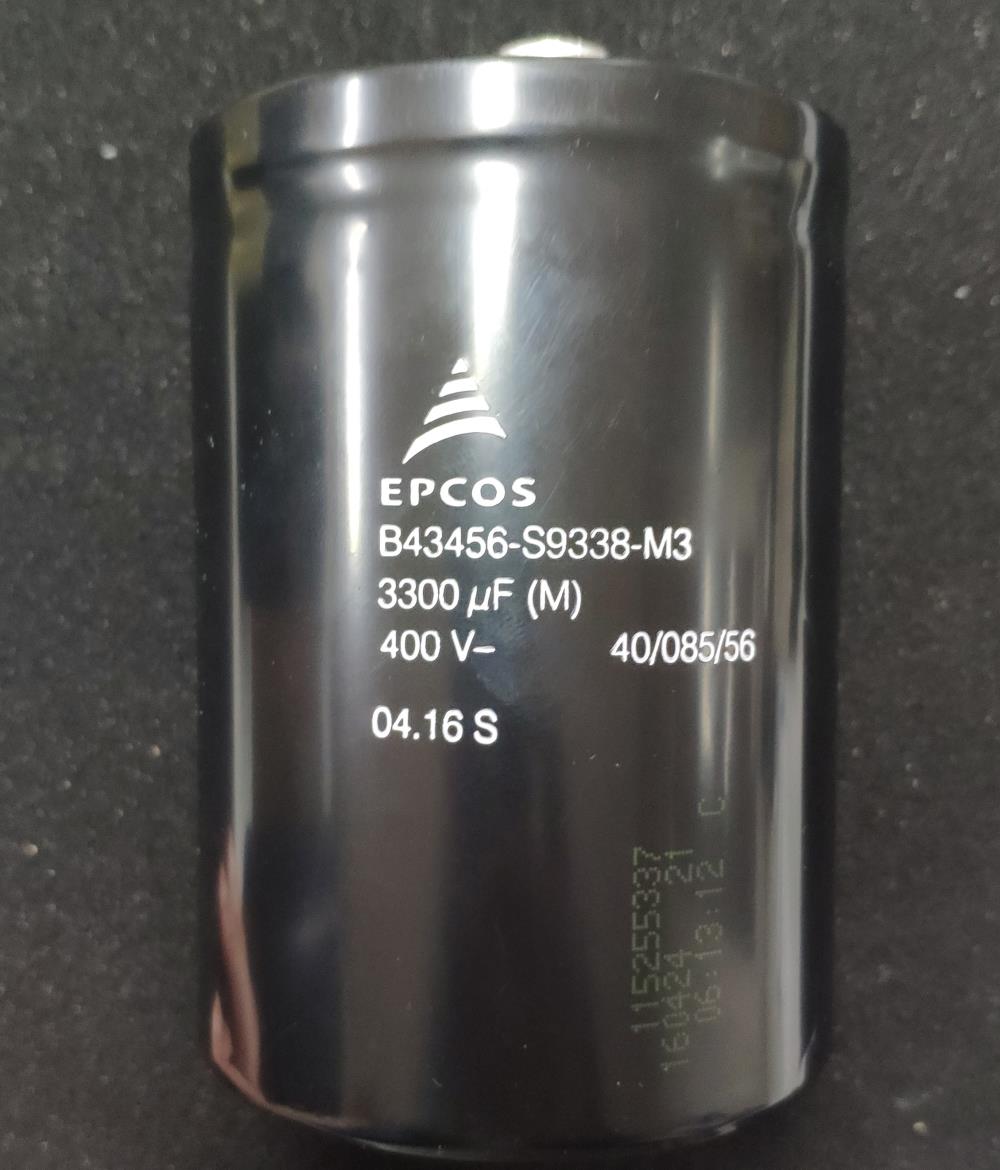 EPCOS
B43456-S9338-M3
3300 µF (M)
400 V– 40/085/56
04.16 S
115255337
160424 21
06:13:12 C